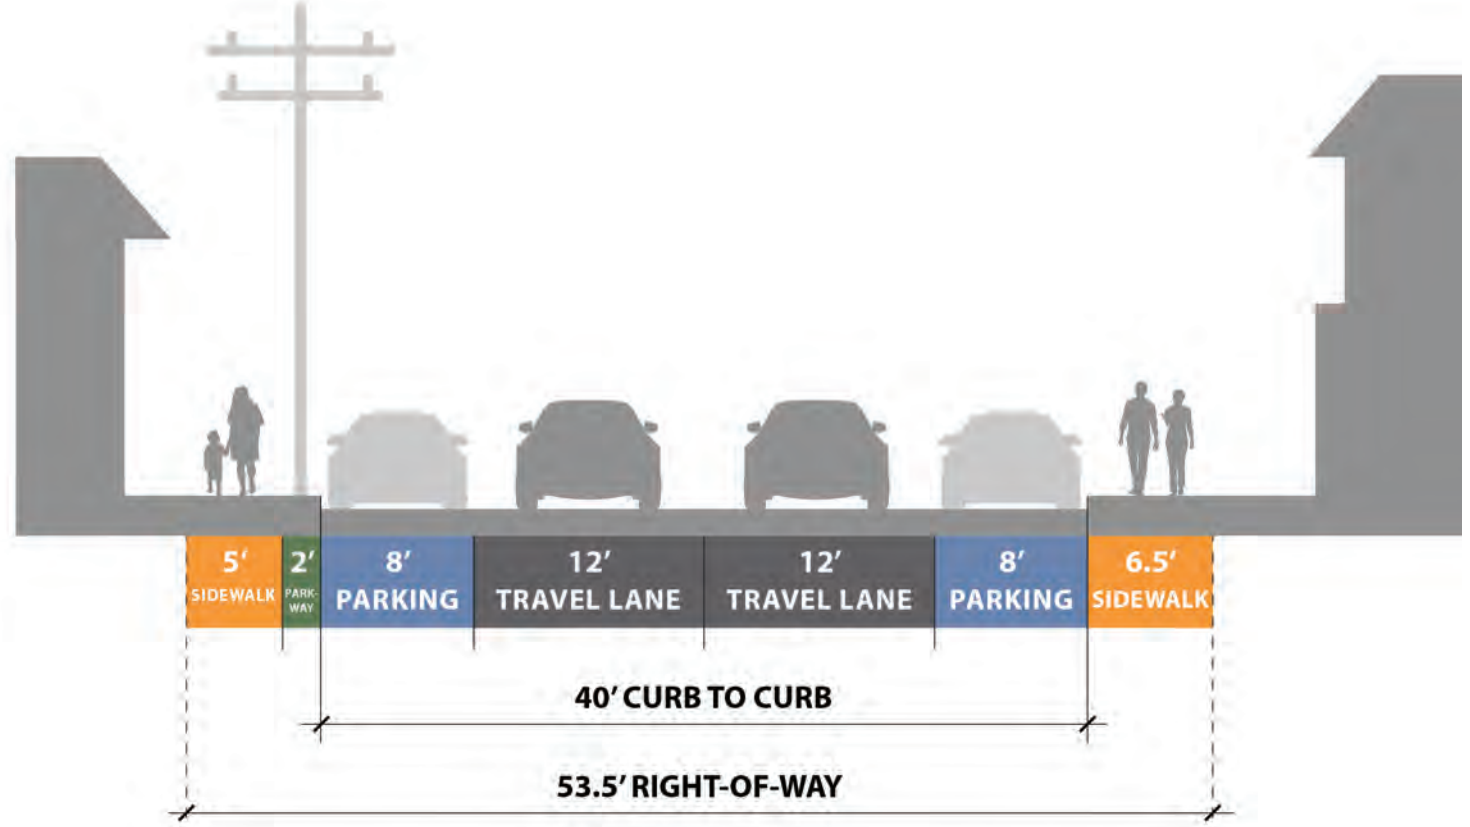 5'
SIDEWALK
2'
PARK-
WAY
8'
PARKING
12'
TRAVEL LANE
12'
TRAVEL LANE
8'
PARKING
6.5'
SIDEWALK
40' CURB TO CURB
53.5' RIGHT-OF-WAY